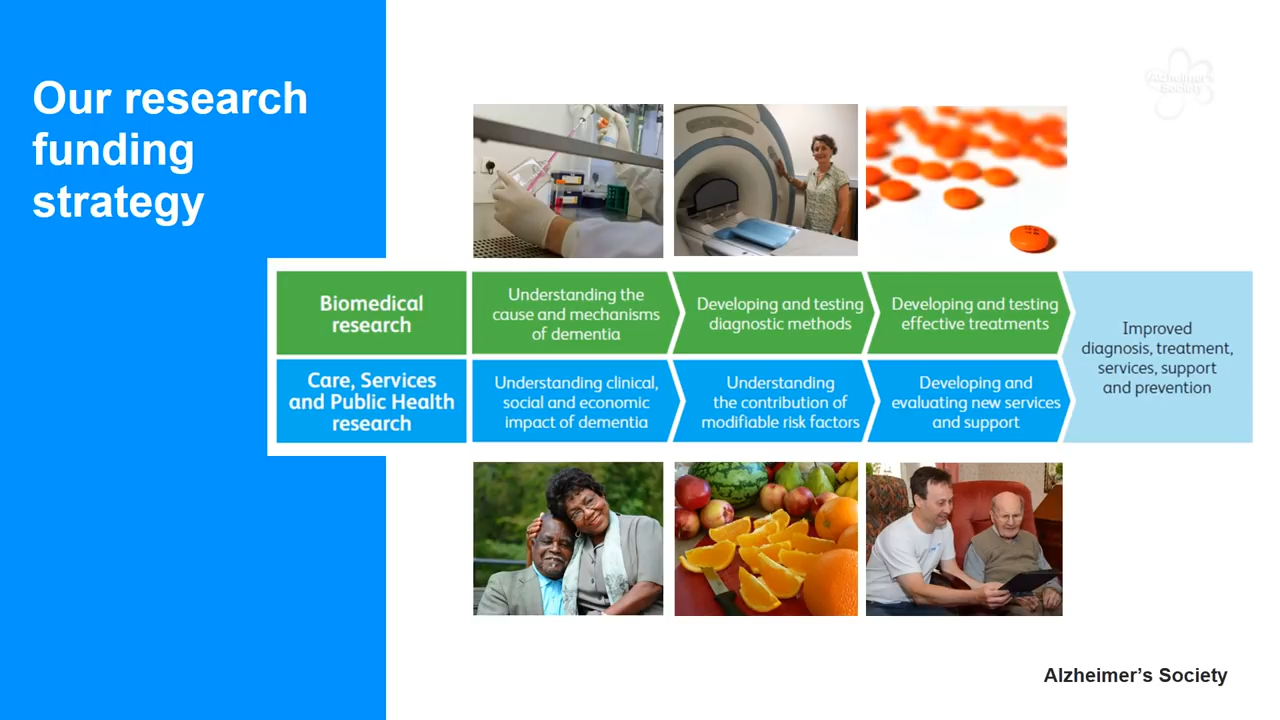 Our research
funding
strategy
Alzheimer's
Society
Biomedical
research
Understanding the
cause and mechanisms
of dementia
Developing and testing
diagnostic methods
Developing and testing
effective treatments
Improved
diagnosis, treatment,
services, support
and prevention
Care, Services
and Public Health
research
Understanding clinical,
social and economic
impact of dementia
Understanding
the contribution of
modifiable risk factors
Developing and
evaluating new services
and support
Alzheimer’s Society